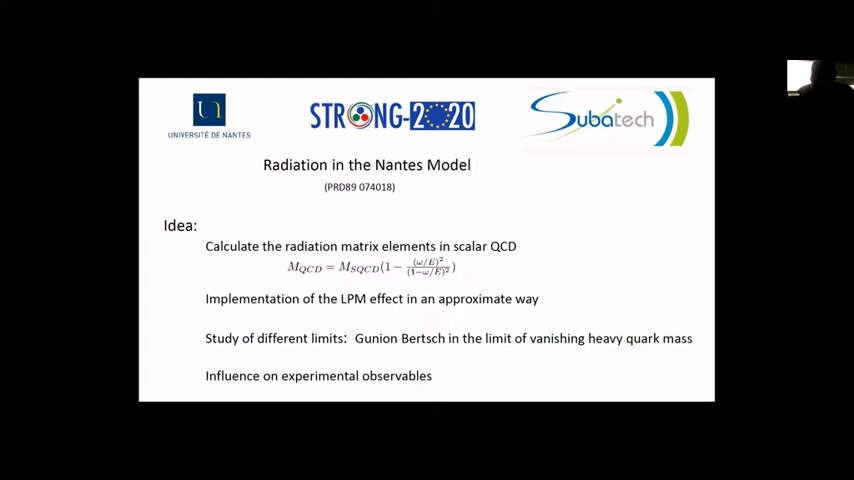 UNIVERSITÉ DE NANTES
STRONG-2020
Subatech
Radiation in the Nantes Model
(PRD89 074018)
Idea:
Calculate the radiation matrix elements in scalar QCD
M_{QCD} = M_{SQCD}(1 − \frac{(ω/E)^2}{(1−ω/E)^2})
Implementation of the LPM effect in an approximate way
Study of different limits: Gunion Bertsch in the limit of vanishing heavy quark mass
Influence on experimental observables